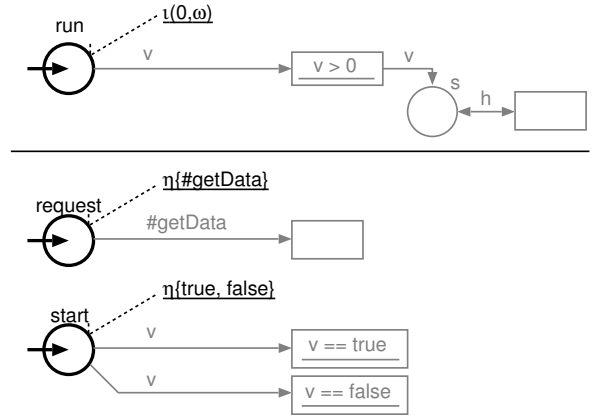 run
ι(0,ω)
v
v > 0
v
s
h
η{#getData}
request
#getData
η{true, false}
start
v
v == true
v
v == false